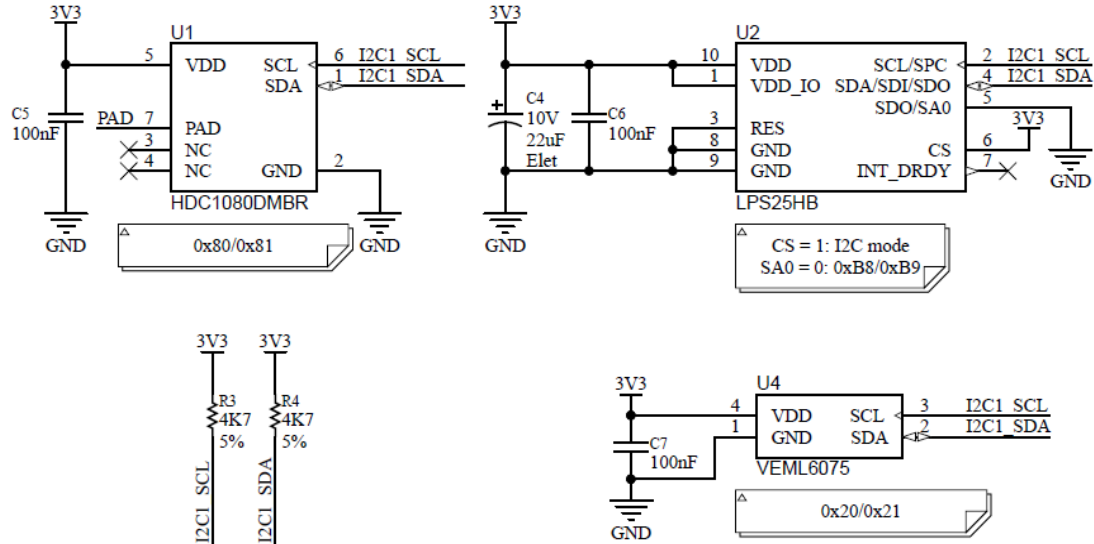 3V3
U1
5 VDD SCL 6 I2C1_SCL
SDA 1 I2C1_SDA
C5
100nF
PAD 7 PAD
3 NC
4 NC GND 2
HDC1080DMBR
GND
GND
0x80/0x81
3V3
U2
10 VDD SCL/SPC 2 I2C1_SCL
1 VDD_IO SDA/SDI/SDO 4 I2C1_SDA
SDO/SA0 5
C4
10V
22uF
Elet
C6
100nF
3 RES
8 GND CS 6 3V3
9 GND INT_DRDY 7
LPS25HB
GND
GND
CS = 1: I2C mode
SA0 = 0: 0xB8/0xB9
3V3
R3
4K7
5%
I2C1_SCL
3V3
R4
4K7
5%
I2C1_SDA
3V3
U4
4 VDD SCL 3 I2C1_SCL
1 GND SDA 2 I2C1_SDA
C7
100nF
VEML6075
GND
0x20/0x21